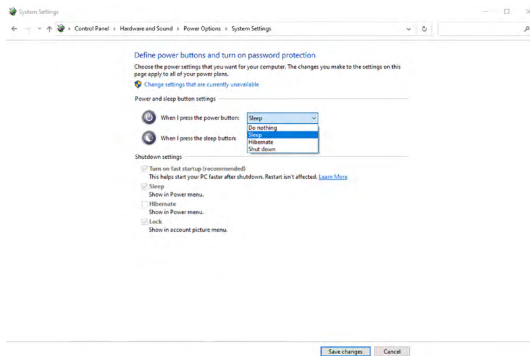 System Settings
Control Panel > Hardware and Sound > Power Options > System Settings
Define power buttons and turn on password protection
Choose the power settings that you want for your computer. The changes you make to the settings on this
page apply to all of your power plans.
Change settings that are currently unavailable
Power and sleep button settings
When I press the power button: Sleep
Do nothing
Sleep
When I press the sleep button:
Hibernate
Shut down
Shutdown settings
Turn on fast startup (recommended)
This helps start your PC faster after shutdown. Restart isn't affected. Learn More
Sleep
Show in Power menu.
Hibernate
Show in Power menu.
Lock
Show in account picture menu.
Save changes Cancel